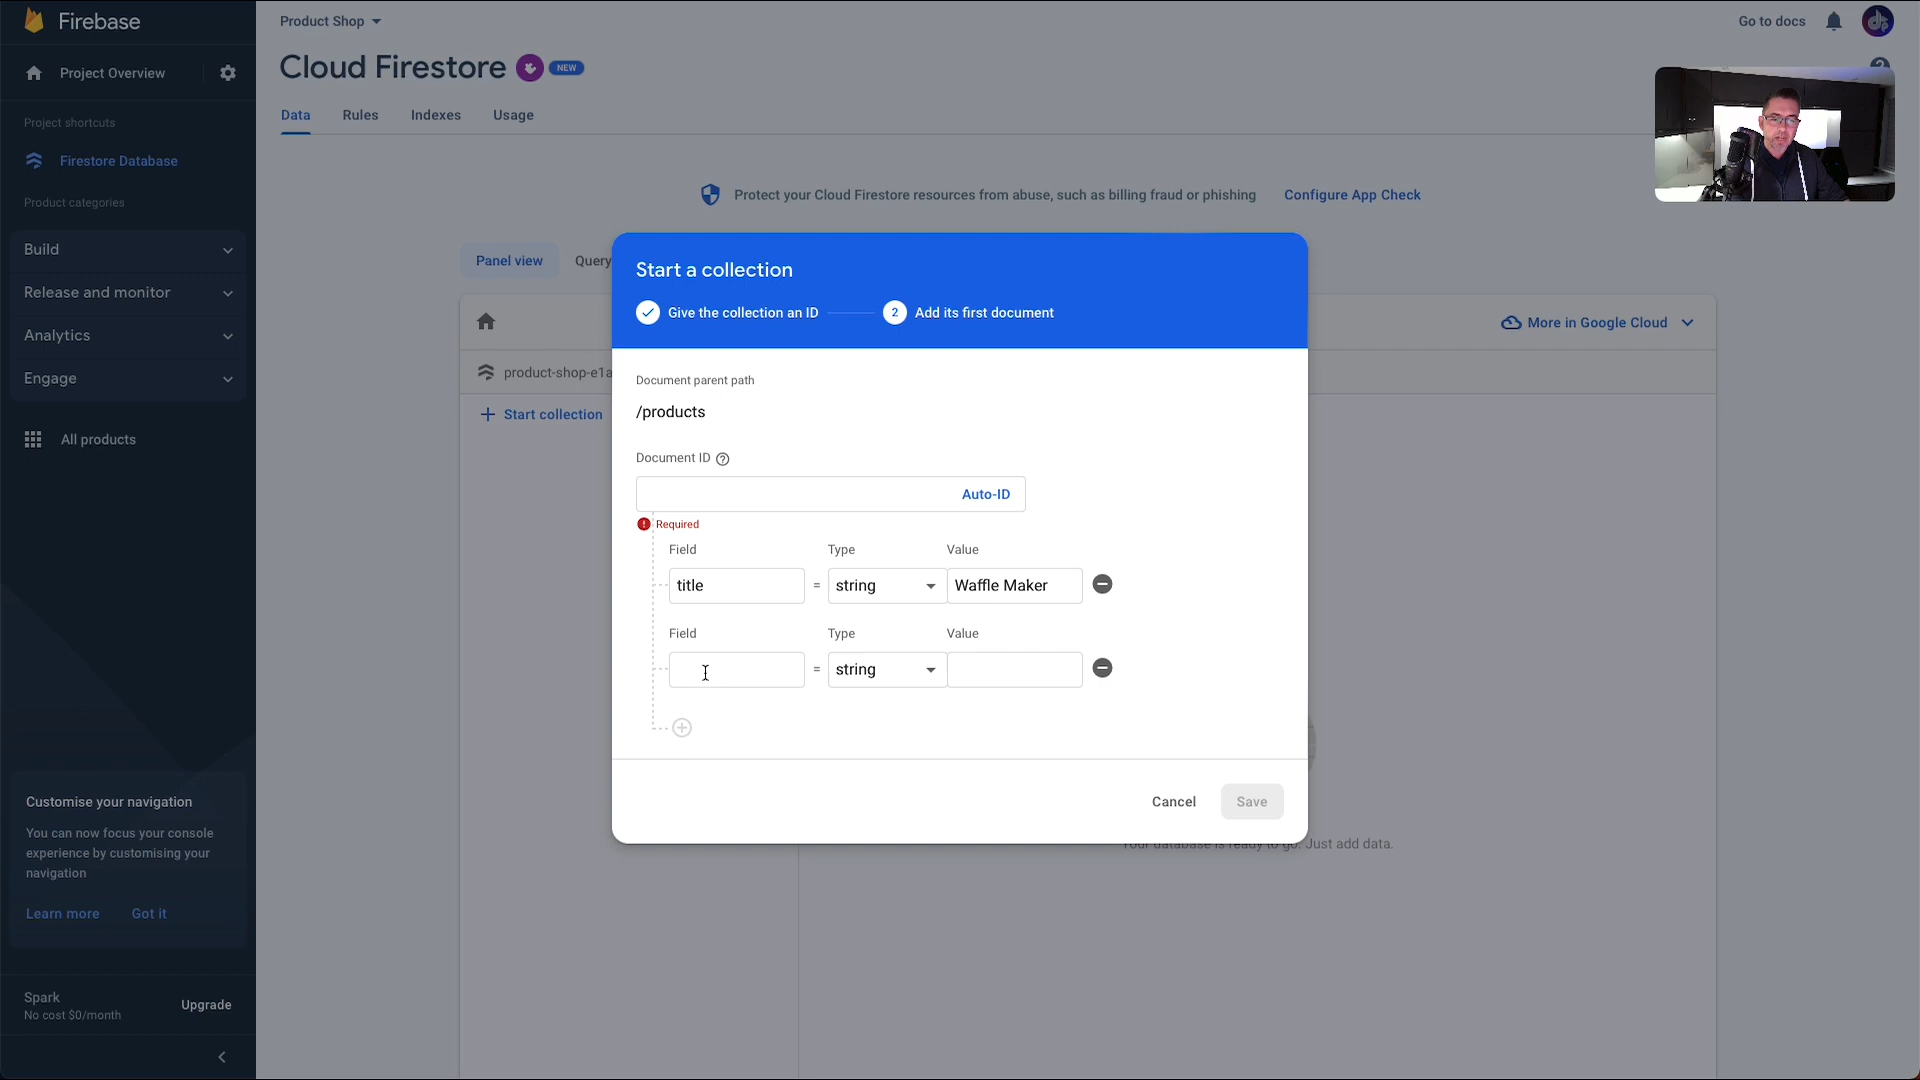 Firebase
Product Shop
Go to docs
Project Overview
Cloud Firestore
NEW
Data
Rules
Indexes
Usage
Project shortcuts
Firestore Database
Product categories
Build
Release and monitor
Analytics
Engage
All products
Protect your Cloud Firestore resources from abuse, such as billing fraud or phishing
Configure App Check
Panel view
Query
More in Google Cloud
product-shop-e1a
Start collection
Start a collection
Give the collection an ID
2
Add its first document
Document parent path
/products
Document ID
Auto-ID
Required
Field
Type
Value
title
=
string
Waffle Maker
Field
Type
Value
=
string
Cancel
Save
Your database is ready to go. Just add data.
Customise your navigation
You can now focus your console
experience by customising your
navigation
Learn more
Got it
Spark
No cost $0/month
Upgrade